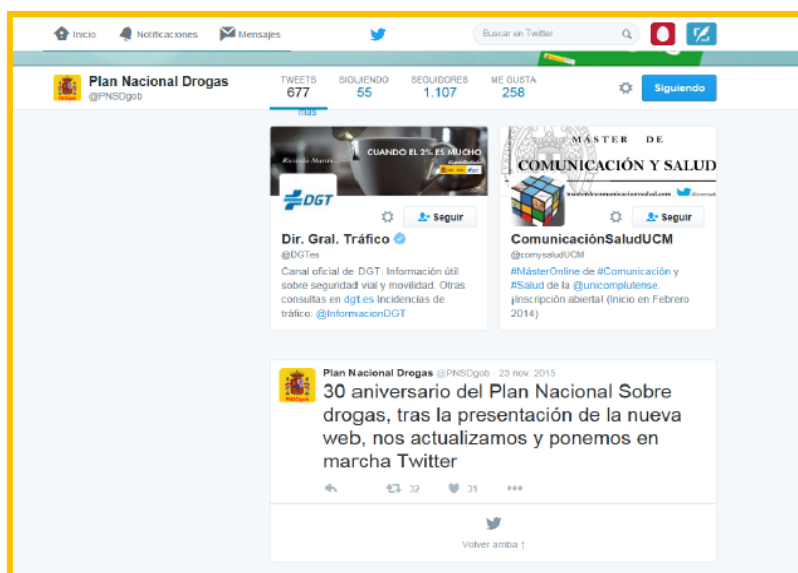 Inicio Notificaciones Mensajes Buscar en Twitter
Plan Nacional Drogas
@PNSDgob
TWEETS SIGUIENDO SEGUIDORES ME GUSTA
677 55 1.107 258
Siguiendo
más
Ricardo
CUANDO EL 2% ES MUCHO
DGT
Seguir
Dir. Gral. Tráfico
@DGTes
Canal oficial de DGT. Información útil
sobre seguridad vial y movilidad. Otras
consultas en dgt.es Incidencias de
tráfico: @InformacionDGT
MÁSTER DE
COMUNICACIÓN Y SALUD
Seguir
ComunicaciónSaludUCM
@comysaludUCM
#MásterOnline de #Comunicación y
#Salud de la @unicomplutense.
¡Inscripción abierta! (Inicio en Febrero
2014)
Plan Nacional Drogas @PNSDgob · 23 nov. 2015
30 aniversario del Plan Nacional Sobre
drogas, tras la presentación de la nueva
web, nos actualizamos y ponemos en
marcha Twitter
32 31
Volver arriba ↑